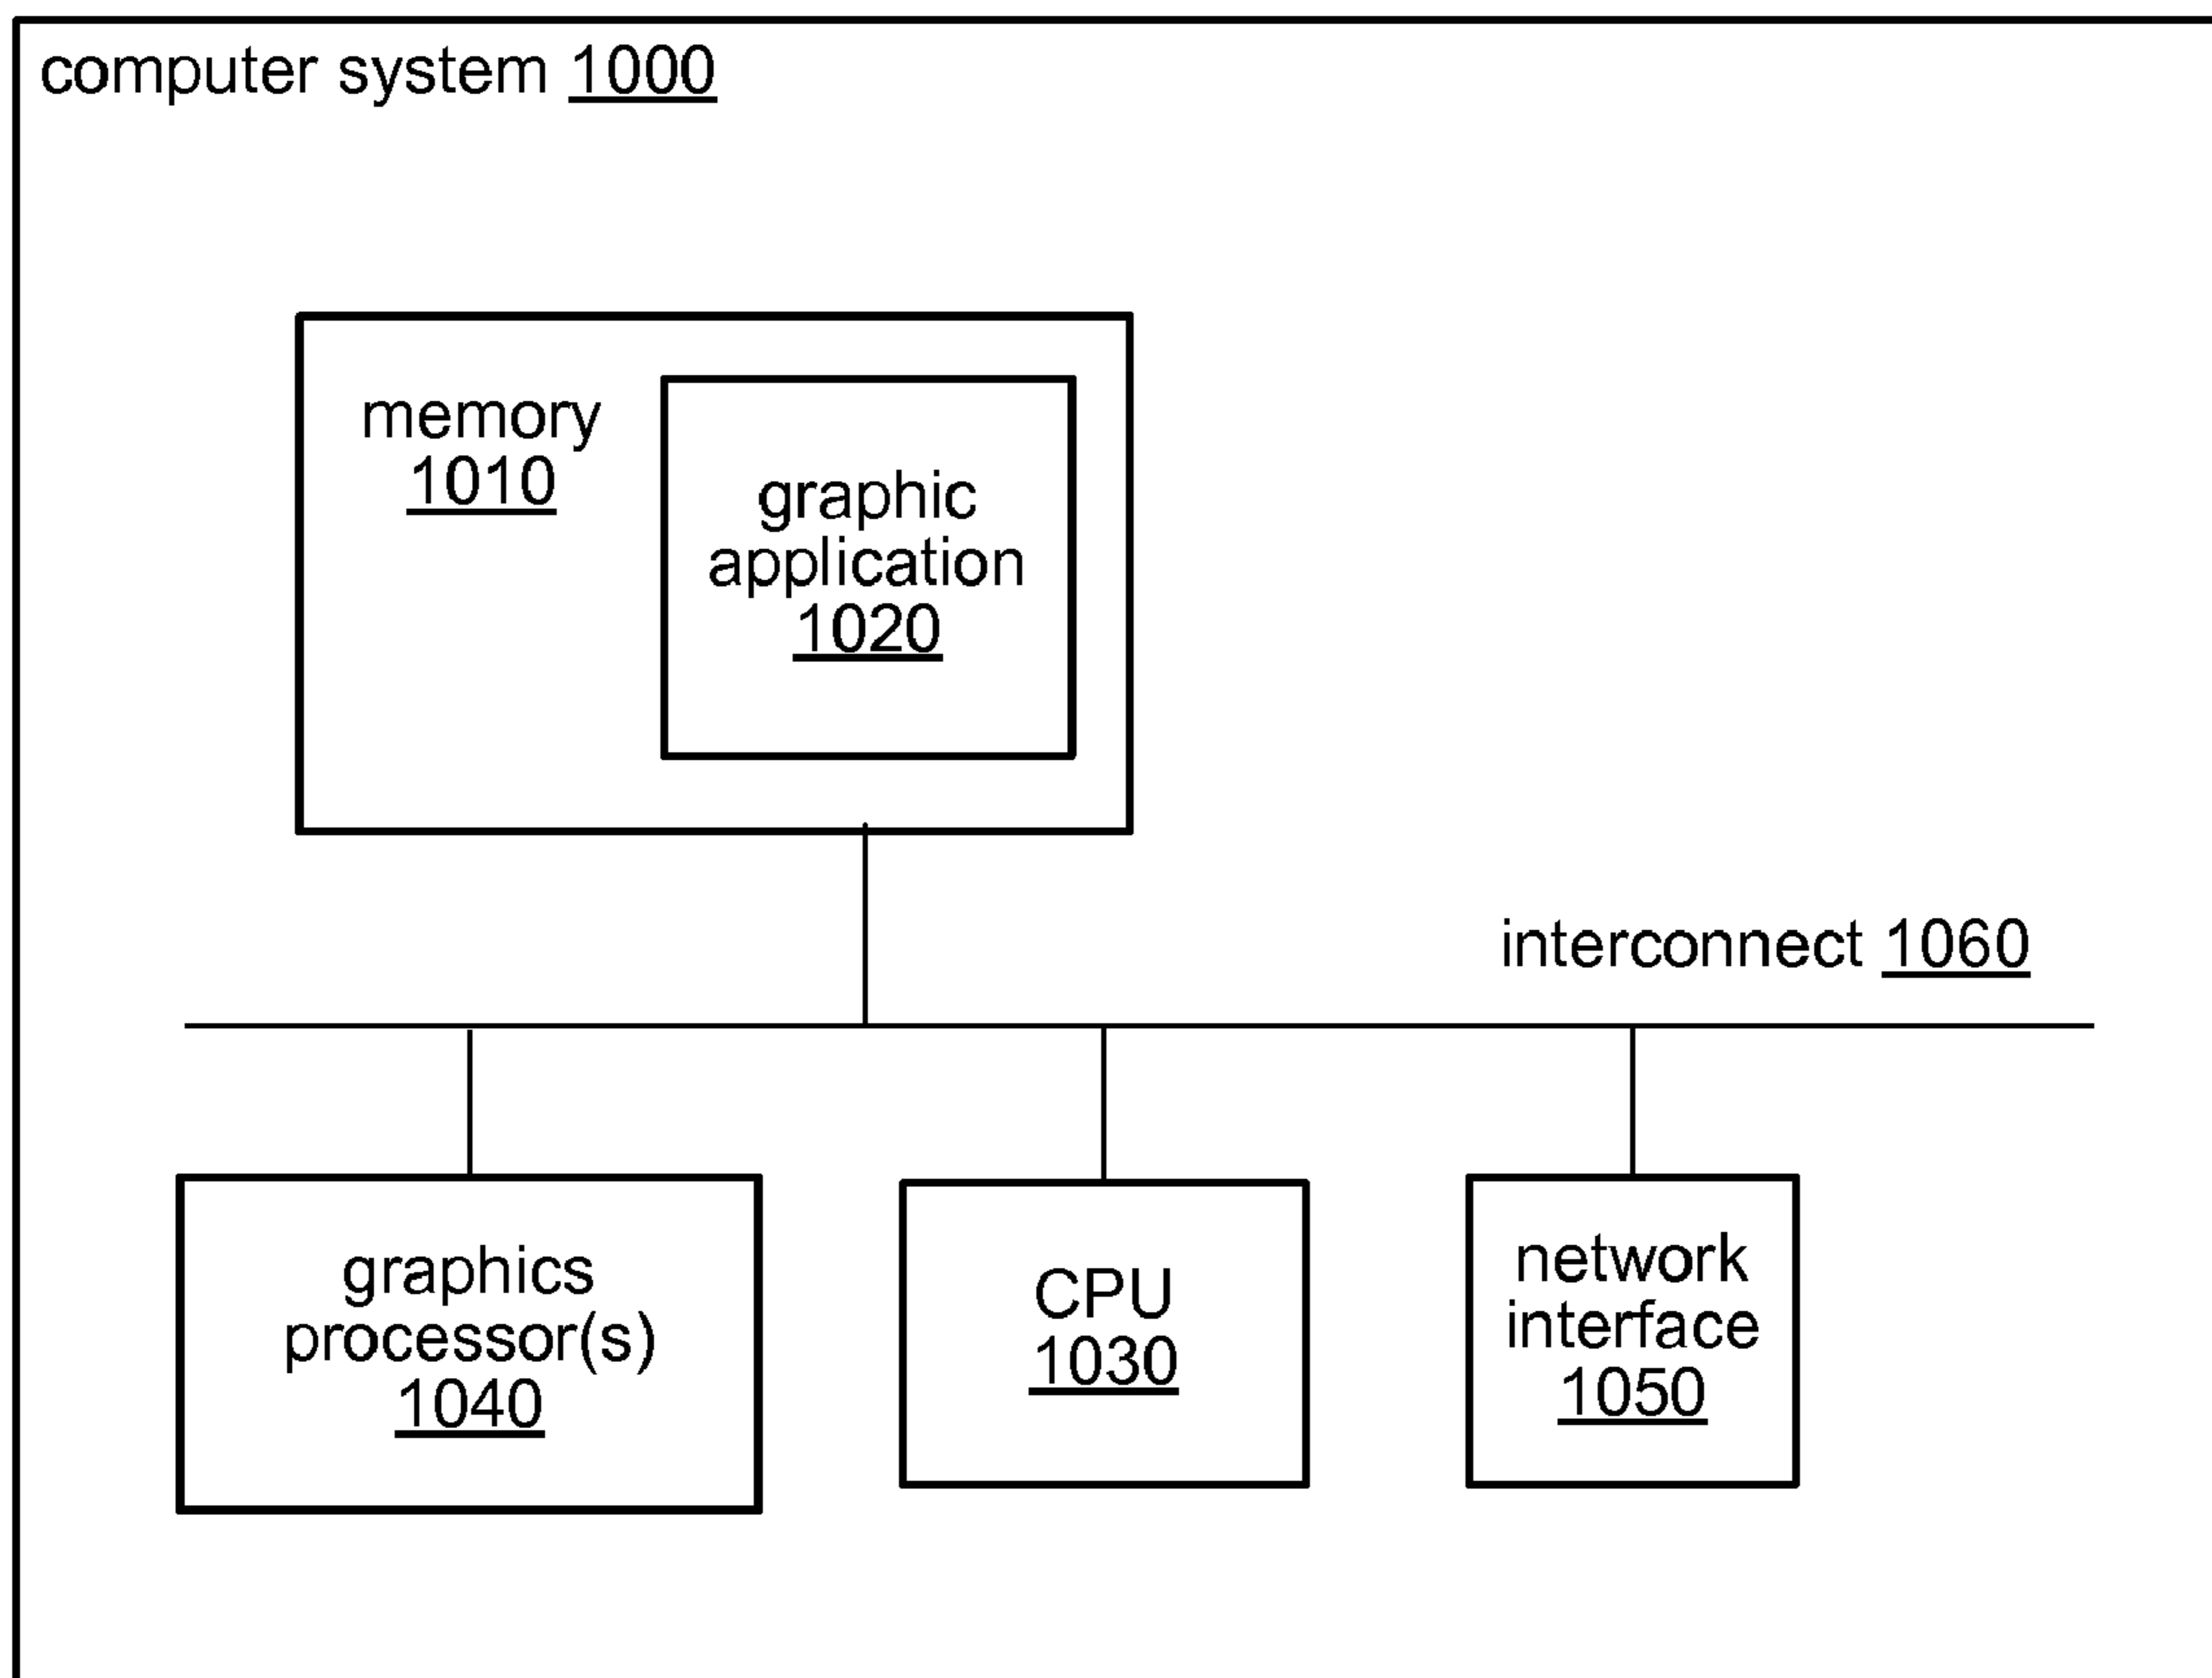 computer system 1000
memory
1010
graphic
application
1020
interconnect 1060
graphics
processor(s)
1040
CPU
1030
network
interface
1050